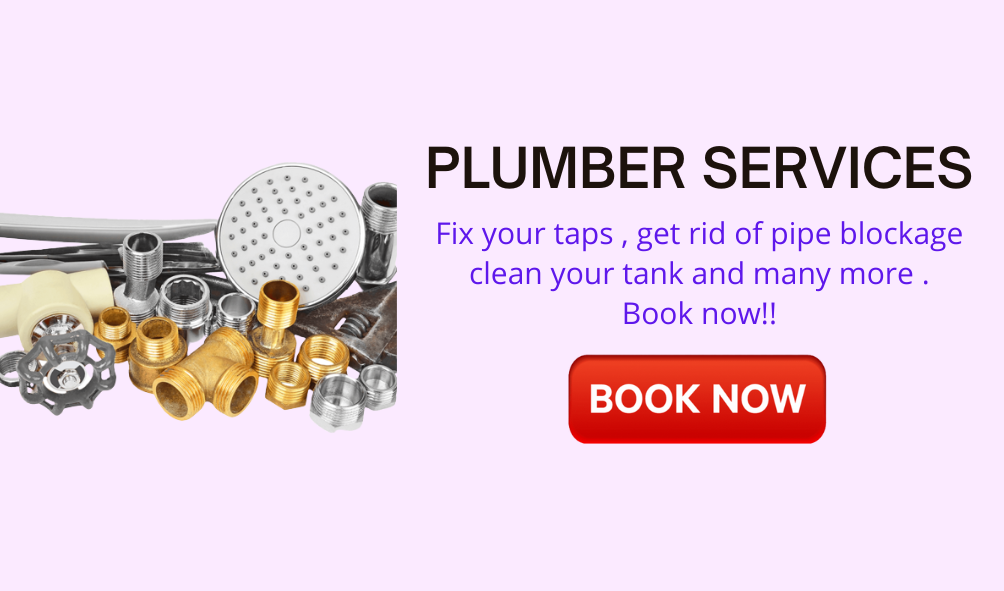 PLUMBER SERVICES
Fix your taps , get rid of pipe blockage
clean your tank and many more .
Book now!!
BOOK NOW